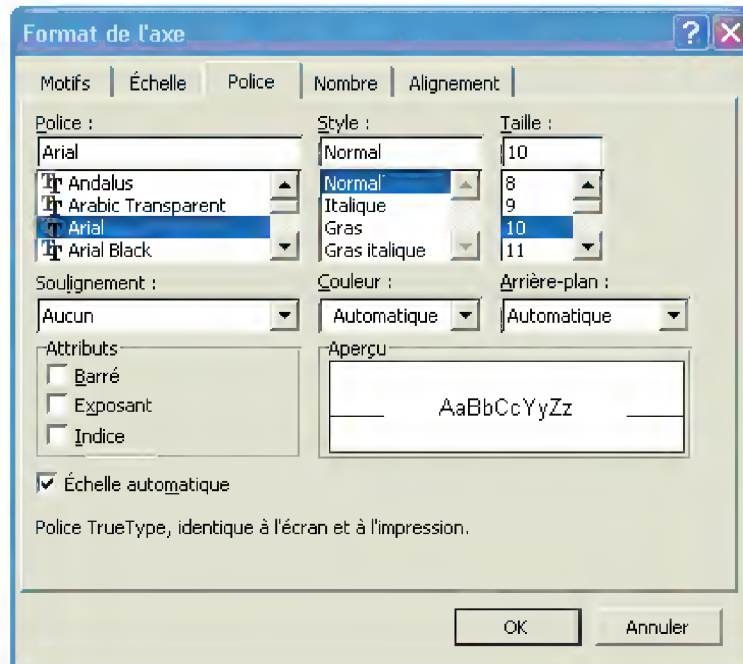 Format de l'axe
Motifs Échelle Police Nombre Alignement
Police : Style : Taille :
Arial Normal 10
Andalus Normal 8
Arabic Transparent Italique 9
Arial Gras 10
Arial Black Gras italique 11
Soulignement : Couleur : Arrière-plan :
Aucun Automatique Automatique
Attributs Aperçu
Barré
Exposant AaBbCcYyZz
Indice
Échelle automatique
Police TrueType, identique à l'écran et à l'impression.
OK Annuler